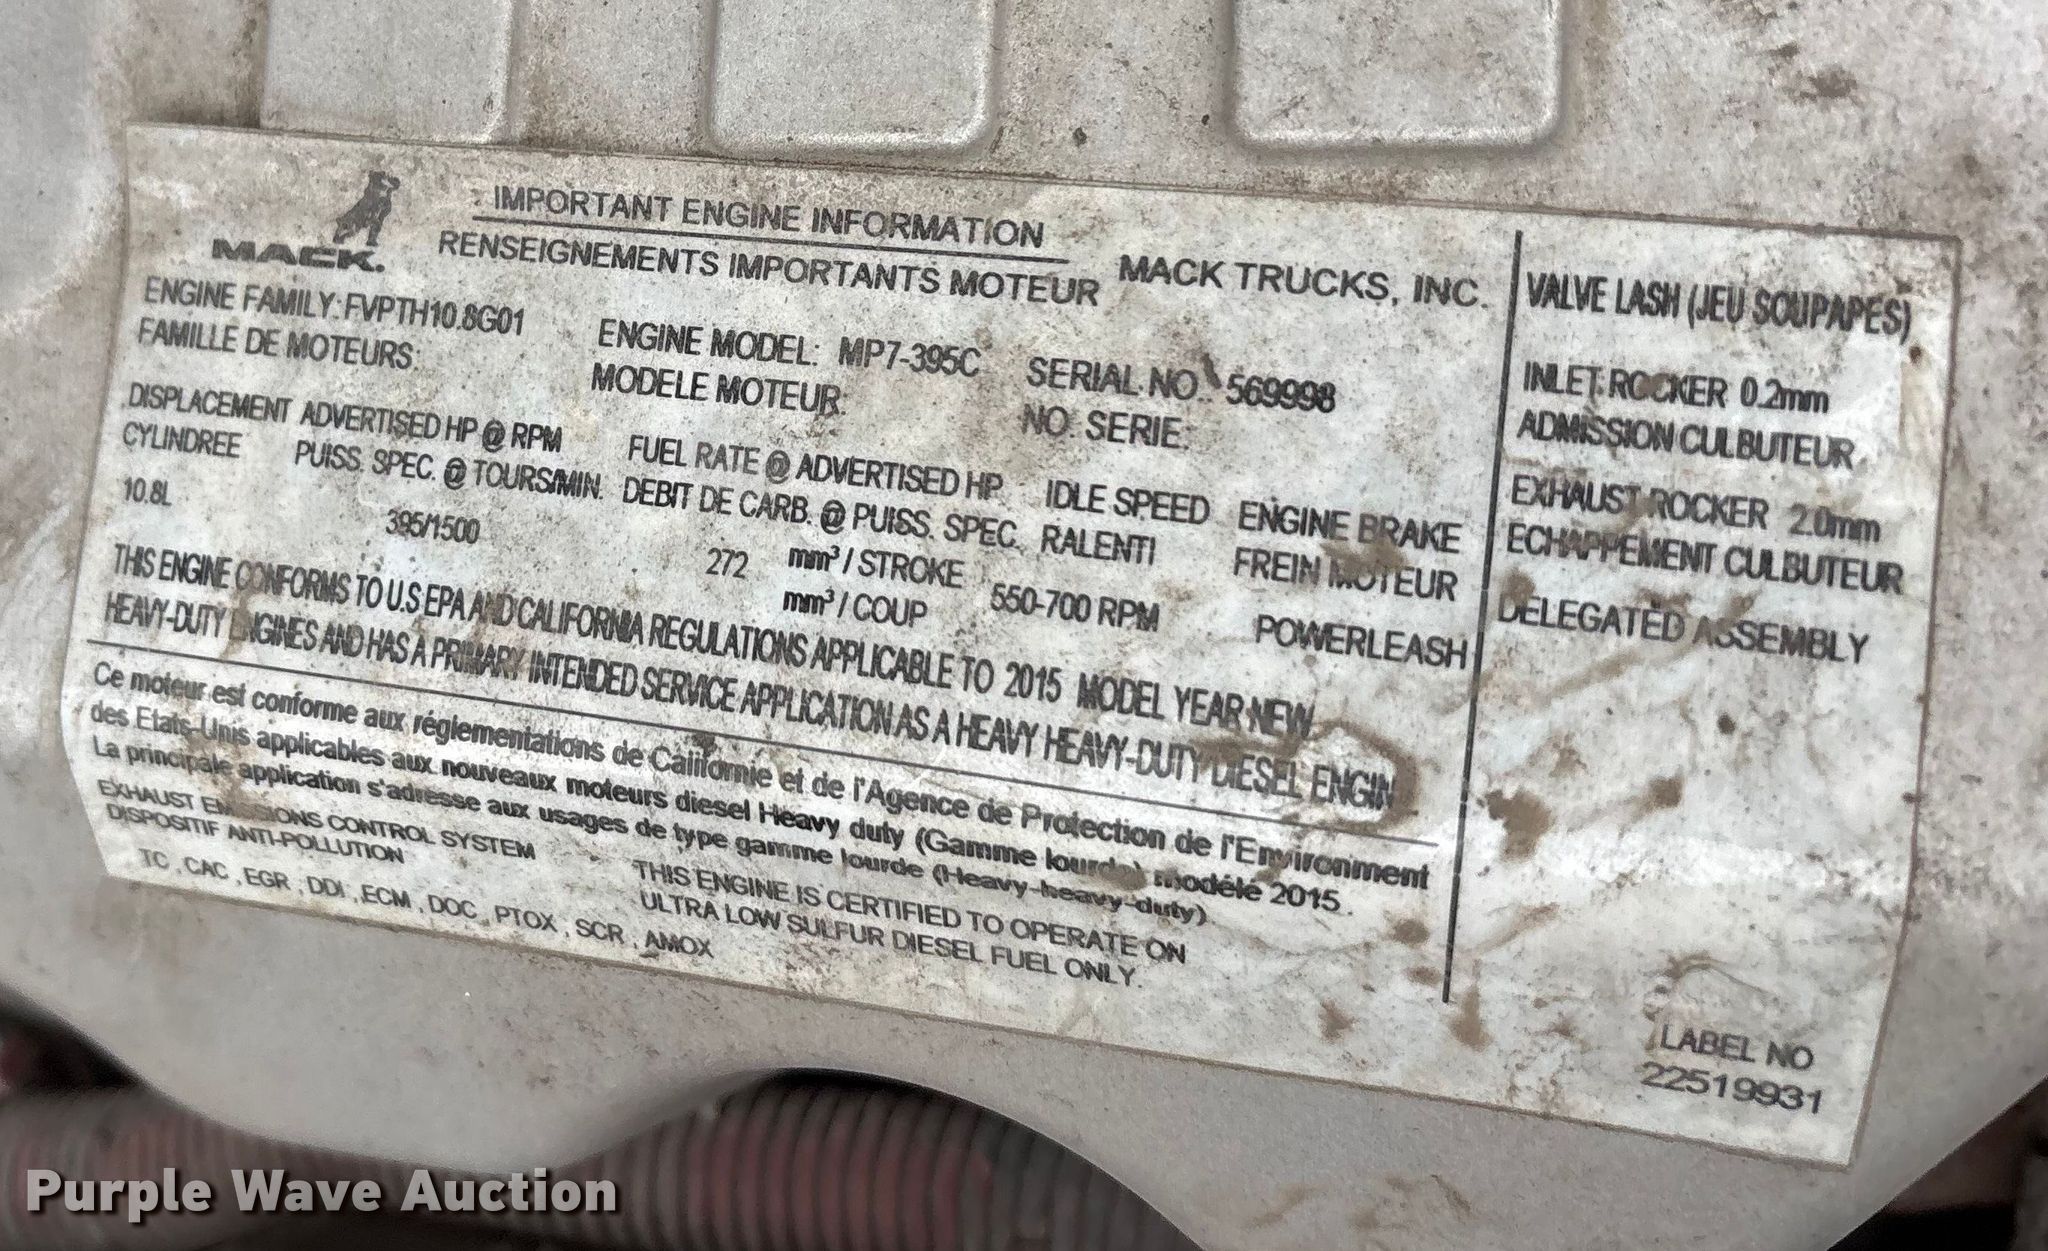 MACK.
IMPORTANT ENGINE INFORMATION
RENSEIGNEMENTS IMPORTANTS MOTEUR
MACK TRUCKS, INC.
ENGINE FAMILY: FVPTH10.8G01
FAMILLE DE MOTEURS:
ENGINE MODEL: MP7-395C
MODELE MOTEUR:
SERIAL NO.: 569998
NO. SERIE:
DISPLACEMENT
CYLINDREE
10.8L
ADVERTISED HP @ RPM
PUISS. SPEC. @ TOURS/MIN.
395/1500
FUEL RATE @ ADVERTISED HP
DEBIT DE CARB. @ PUISS. SPEC.
272 mm³ / STROKE
mm³ / COUP
IDLE SPEED
RALENTI
550-700 RPM
ENGINE BRAKE
FREIN MOTEUR
POWERLEASH
THIS ENGINE CONFORMS TO U.S EPA AND CALIFORNIA REGULATIONS APPLICABLE TO 2015 MODEL YEAR NEW
HEAVY-DUTY ENGINES AND HAS A PRIMARY INTENDED SERVICE APPLICATION AS A HEAVY HEAVY-DUTY DIESEL ENGIN
Ce moteur est conforme aux réglementations de Californie et de l'Agence de Protection de l'Environment
des Etats-Unis applicables aux nouveaux moteurs diesel Heavy duty (Gamme lourde) modéle 2015.
La principale application s'adresse aux usages de type gamme lourde (Heavy-heavy-duty)
EXHAUST EMISSIONS CONTROL SYSTEM
DISPOSITIF ANTI-POLLUTION
TC , CAC , EGR , DDI , ECM , DOC , PTOX , SCR , AMOX
THIS ENGINE IS CERTIFIED TO OPERATE ON
ULTRA LOW SULFUR DIESEL FUEL ONLY.
VALVE LASH (JEU SOUPAPES)
INLET ROCKER 0.2mm
ADMISSION CULBUTEUR
EXHAUST ROCKER 2.0mm
ECHAPPEMENT CULBUTEUR
DELEGATED ASSEMBLY
LABEL NO
22519931
Purple Wave Auction